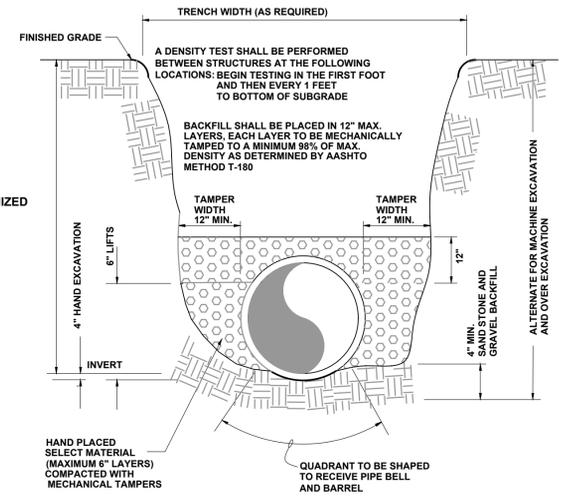 TRENCH WIDTH (AS REQUIRED)
FINISHED GRADE
A DENSITY TEST SHALL BE PERFORMED
BETWEEN STRUCTURES AT THE FOLLOWING
LOCATIONS: BEGIN TESTING IN THE FIRST FOOT
AND THEN EVERY 1 FEET
TO BOTTOM OF SUBGRADE
BACKFILL SHALL BE PLACED IN 12" MAX.
LAYERS, EACH LAYER TO BE MECHANICALLY
TAMPED TO A MINIMUM 98% OF MAX.
DENSITY AS DETERMINED BY AASHTO
METHOD T-180
IZED
TAMPER
WIDTH
12" MIN.
TAMPER
WIDTH
12" MIN.
4" HAND EXCAVATION
6" LIFTS
12"
4" MIN.
SAND STONE AND
GRAVEL BACKFILL
ALTERNATE FOR MACHINE EXCAVATION
AND OVER EXCAVATION
INVERT
HAND PLACED
SELECT MATERIAL
(MAXIMUM 6" LAYERS)
COMPACTED WITH
MECHANICAL TAMPERS
QUADRANT TO BE SHAPED
TO RECEIVE PIPE BELL
AND BARREL